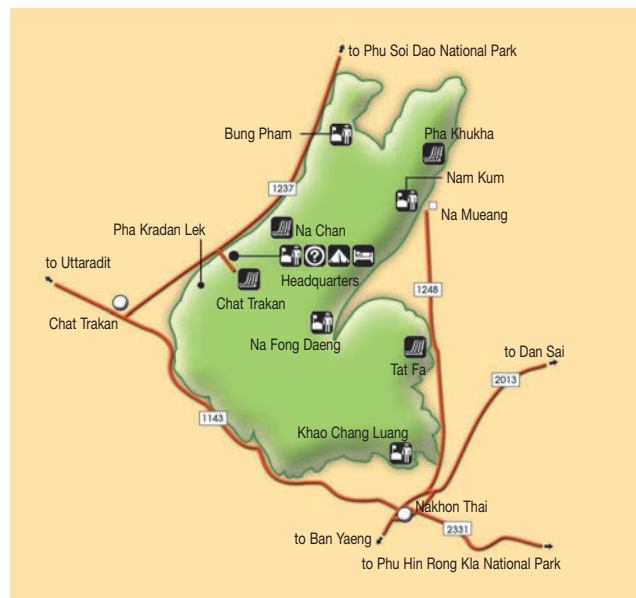 to Phu Soi Dao National Park
Bung Pham
Pha Khukha
Nam Kum
1237
Na Mueang
Pha Kradan Lek
Na Chan
to Uttaradit
?
Headquarters
Chat Trakan
1248
Chat Trakan
Na Fong Daeng
to Dan Sai
Tat Fa
2013
1143
Khao Chang Luang
Nakhon Thai
2331
to Ban Yaeng
to Phu Hin Rong Kla National Park